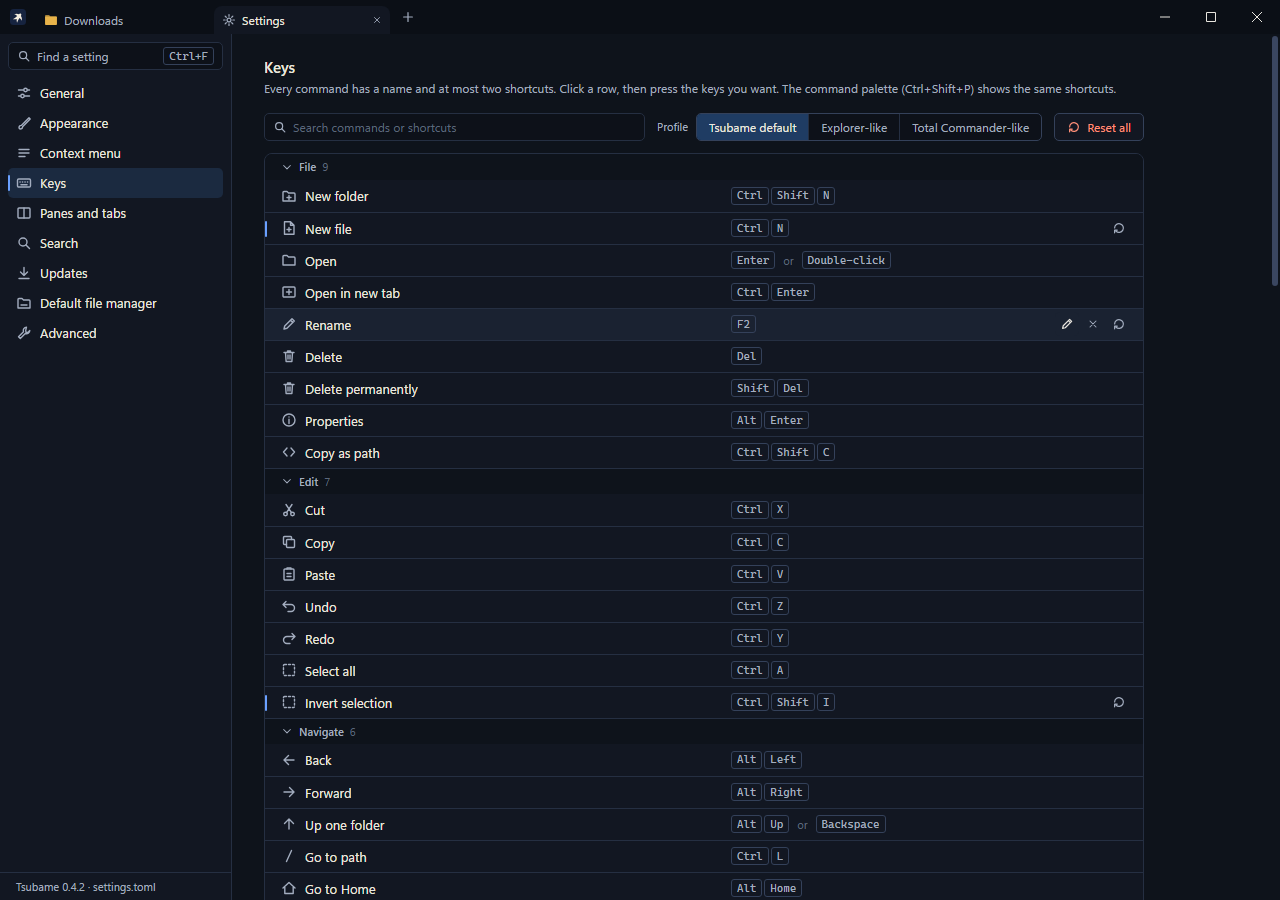 Downloads
Settings
Find a setting Ctrl+F
General
Appearance
Context menu
Keys
Panes and tabs
Search
Updates
Default file manager
Advanced
Tsubame 0.4.2 · settings.toml
Keys
Every command has a name and at most two shortcuts. Click a row, then press the keys you want. The command palette (Ctrl+Shift+P) shows the same shortcuts.
Search commands or shortcuts Profile Tsubame default Explorer-like Total Commander-like Reset all
File 9
New folder Ctrl Shift N
New file Ctrl N
Open Enter or Double-click
Open in new tab Ctrl Enter
Rename F2
Delete Del
Delete permanently Shift Del
Properties Alt Enter
Copy as path Ctrl Shift C
Edit 7
Cut Ctrl X
Copy Ctrl C
Paste Ctrl V
Undo Ctrl Z
Redo Ctrl Y
Select all Ctrl A
Invert selection Ctrl Shift I
Navigate 6
Back Alt Left
Forward Alt Right
Up one folder Alt Up or Backspace
Go to path Ctrl L
Go to Home Alt Home